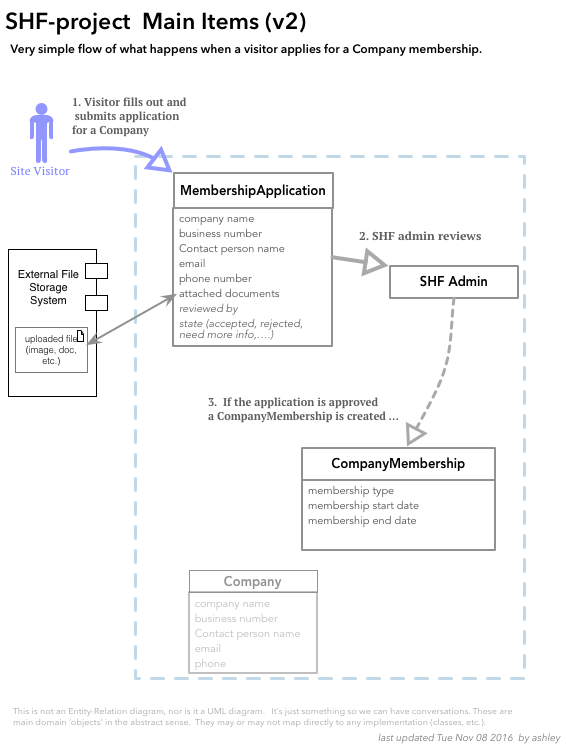 SHF-project Main Items (v2)
Very simple flow of what happens when a visitor applies for a Company membership.
1. Visitor fills out and
submits application
for a Company
Site Visitor
MembershipApplication
company name
business number
Contact person name
email
phone number
attached documents
reviewed by
state (accepted, rejected,
need more info,....)
2. SHF admin reviews
SHF Admin
External File
Storage
System
uploaded file
(image, doc,
etc.)
3. If the application is approved
a CompanyMembership is created ...
CompanyMembership
membership type
membership start date
membership end date
Company
company name
business number
Contact person name
email
phone
This is not an Entity-Relation diagram, nor is it a UML diagram. It's just something so we can have conversations. These are
main domain 'objects' in the abstract sense. They may or may not map directly to any implementation (classes, etc.).
last updated Tue Nov 08 2016 by ashley